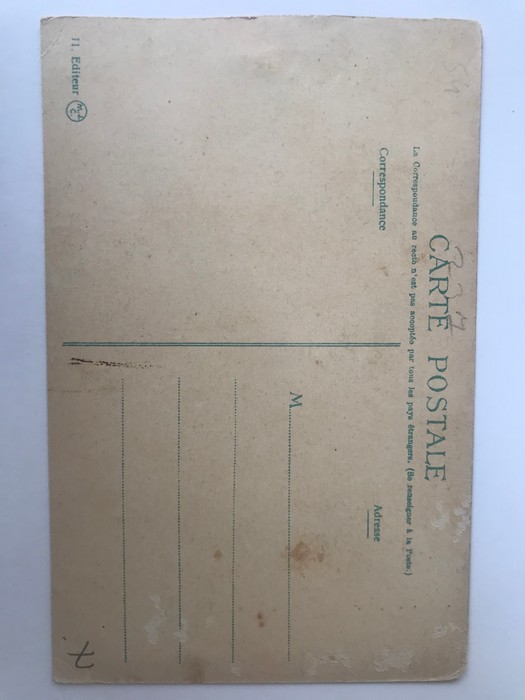 CARTE POSTALE
La Correspondance au recto n'est pas acceptée par tous les pays étrangers. (Se renseigner à la Poste.)
Correspondance
Adresse
M
11. Editeur